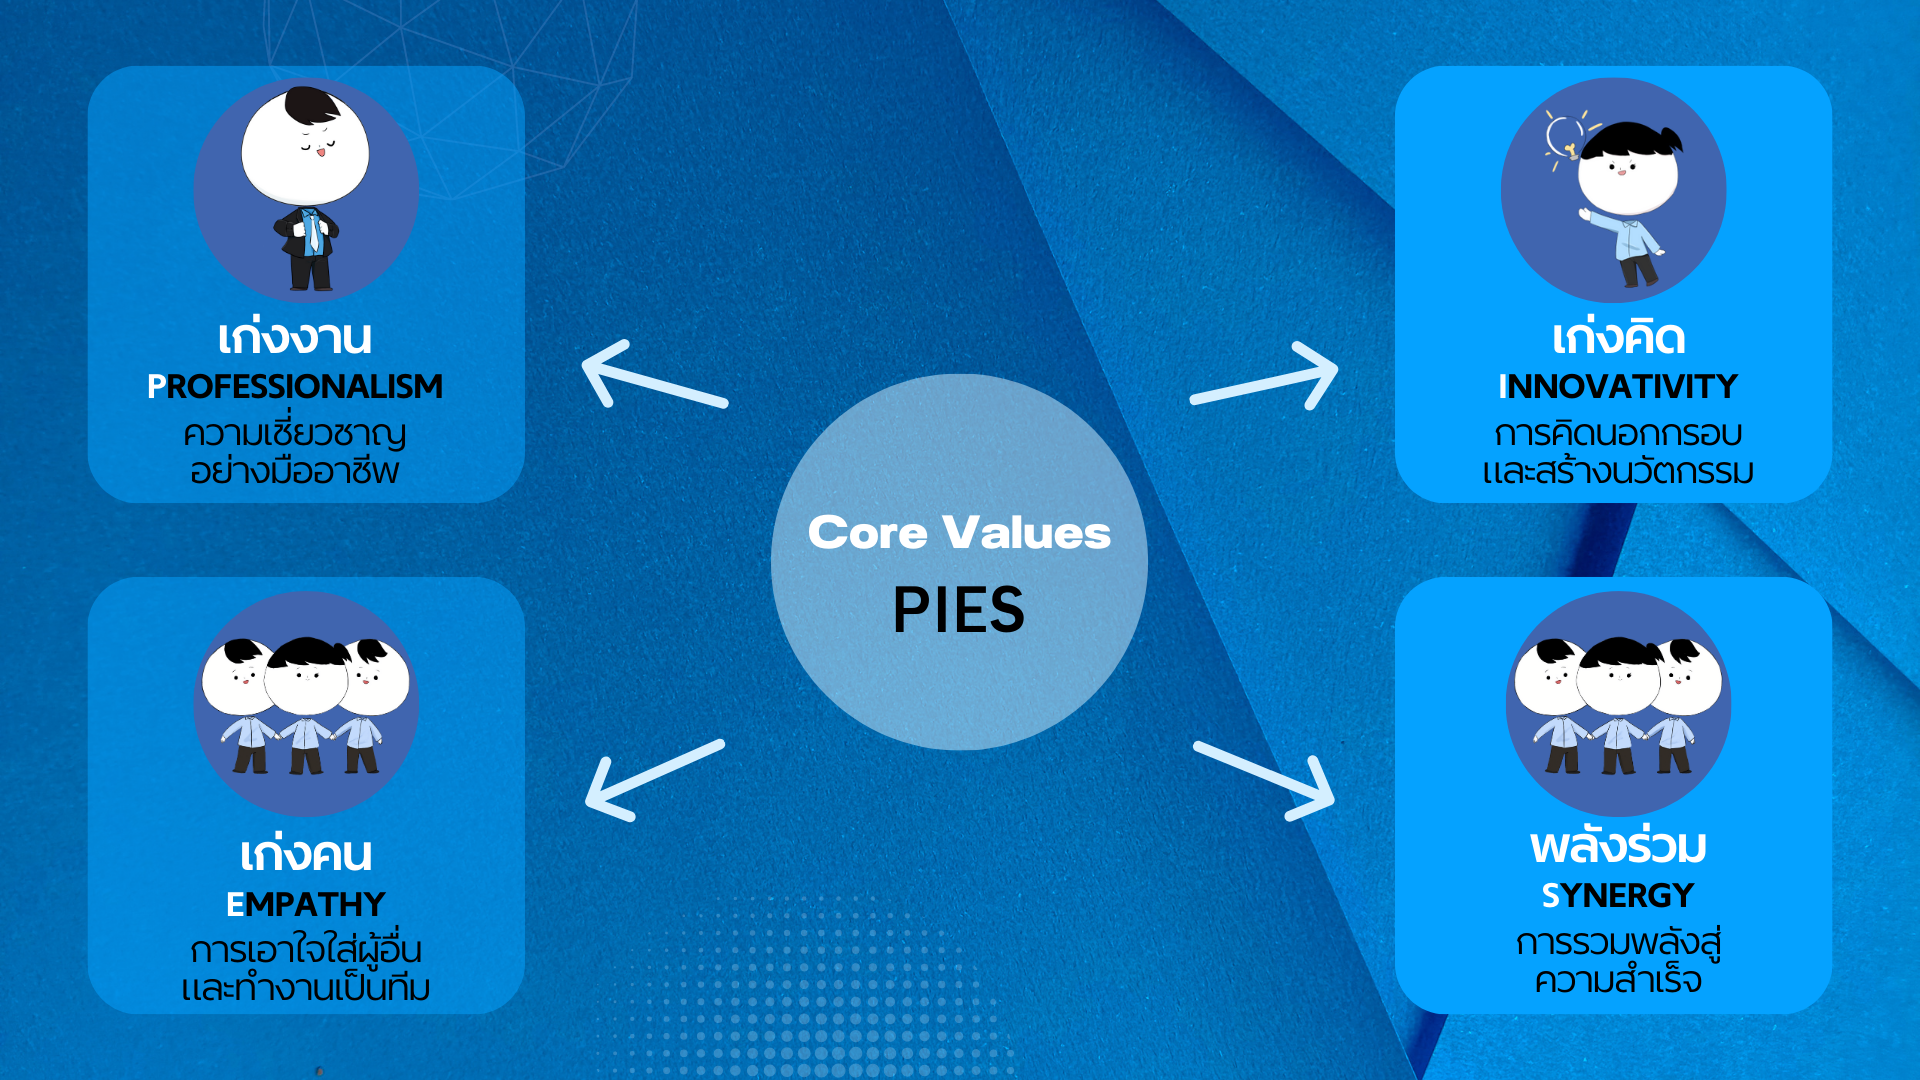 เก่งงาน
PROFESSIONALISM
ความเชี่ยวชาญ
อย่างมืออาชีพ
เก่งคิด
INNOVATIVITY
การคิดนอกกรอบ
และสร้างนวัตกรรม
Core Values
PIES
เก่งคน
EMPATHY
การเอาใจใส่ผู้อื่น
และทำงานเป็นทีม
พลังร่วม
SYNERGY
การรวมพลังสู่
ความสำเร็จ